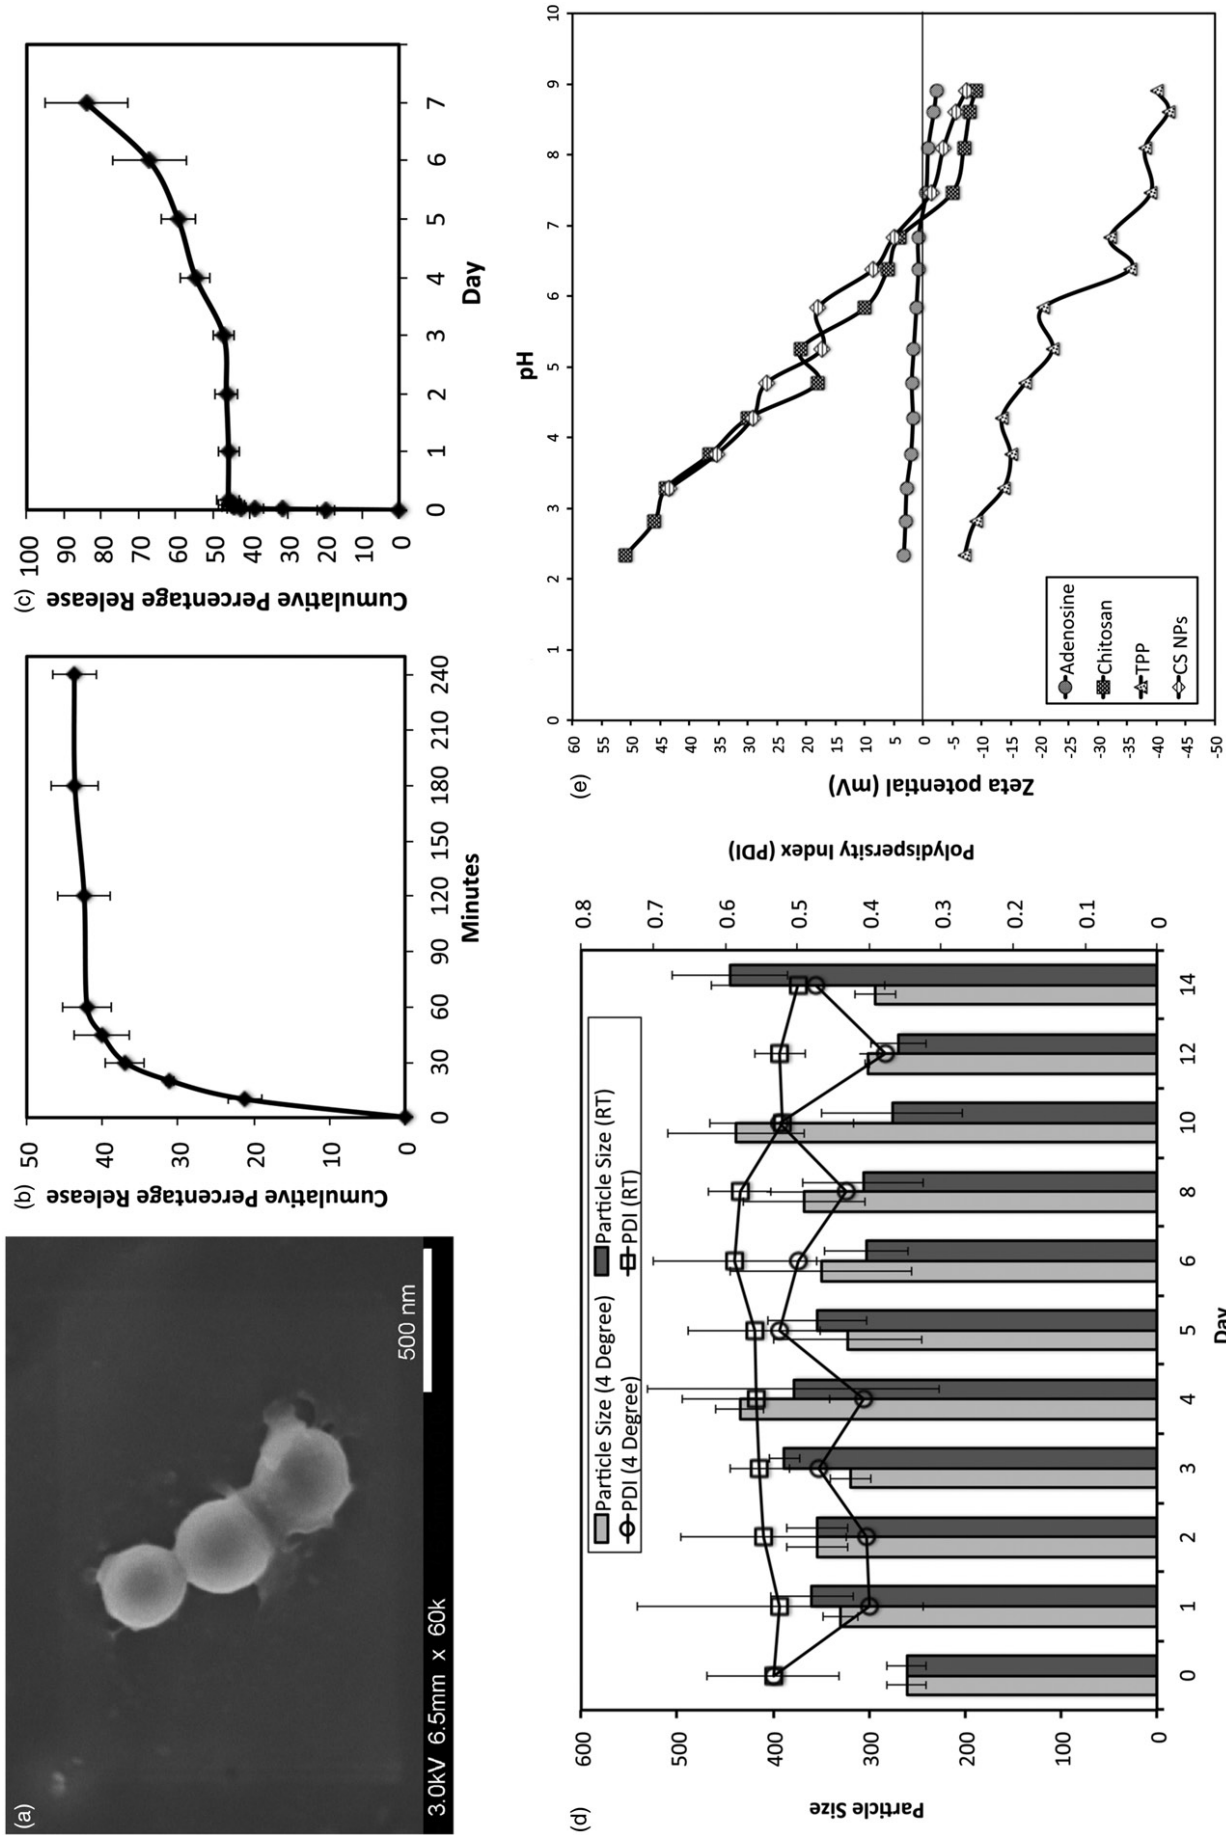 (a)
3.0kV 6.5mm x 60k
500 nm
(b)
Cumulative Percentage Release
50
40
30
20
10
0
0 30 60 90 120 150 180 210 240
Minutes
(c)
Cumulative Percentage Release
100
90
80
70
60
50
40
30
20
10
0
0 1 2 3 4 5 6 7
Day
(d)
Particle Size
600
500
400
300
200
100
0
Particle Size (4 Degree) Particle Size (RT)
PDI (4 Degree) PDI (RT)
0.8
0.7
0.6
0.5
0.4
0.3
0.2
0.1
0
Polydispersity Index (PDI)
0 1 2 3 4 5 6 8 10 12 14
Day
(e)
pH
0 1 2 3 4 5 6 7 8 9 10
Zeta potential (mV)
60
55
50
45
40
35
30
25
20
15
10
5
0
-5
-10
-15
-20
-25
-30
-35
-40
-45
-50
Adenosine
Chitosan
TPP
CS NPs